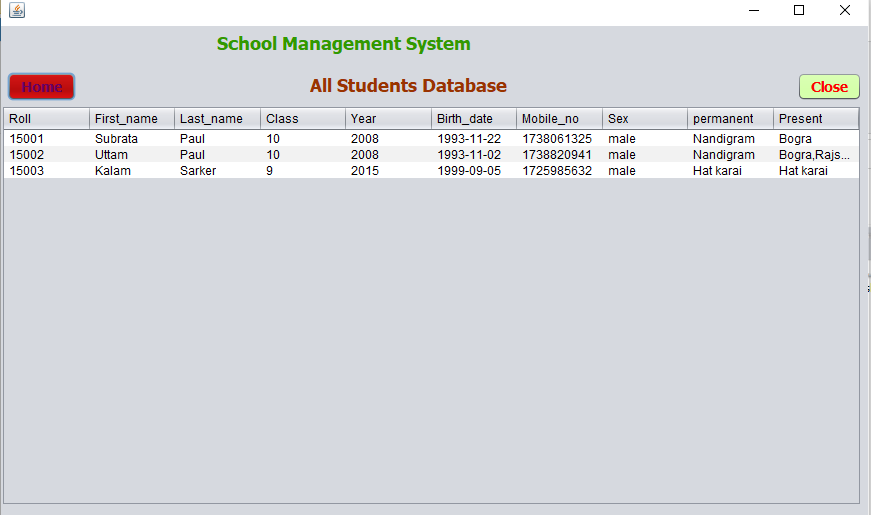 School Management System
Home All Students Database Close
Roll First_name Last_name Class Year Birth_date Mobile_no Sex permanent Present
15001 Subrata Paul 10 2008 1993-11-22 1738061325 male Nandigram Bogra
15002 Uttam Paul 10 2008 1993-11-02 1738820941 male Nandigram Bogra,Rajs...
15003 Kalam Sarker 9 2015 1999-09-05 1725985632 male Hat karai Hat karai